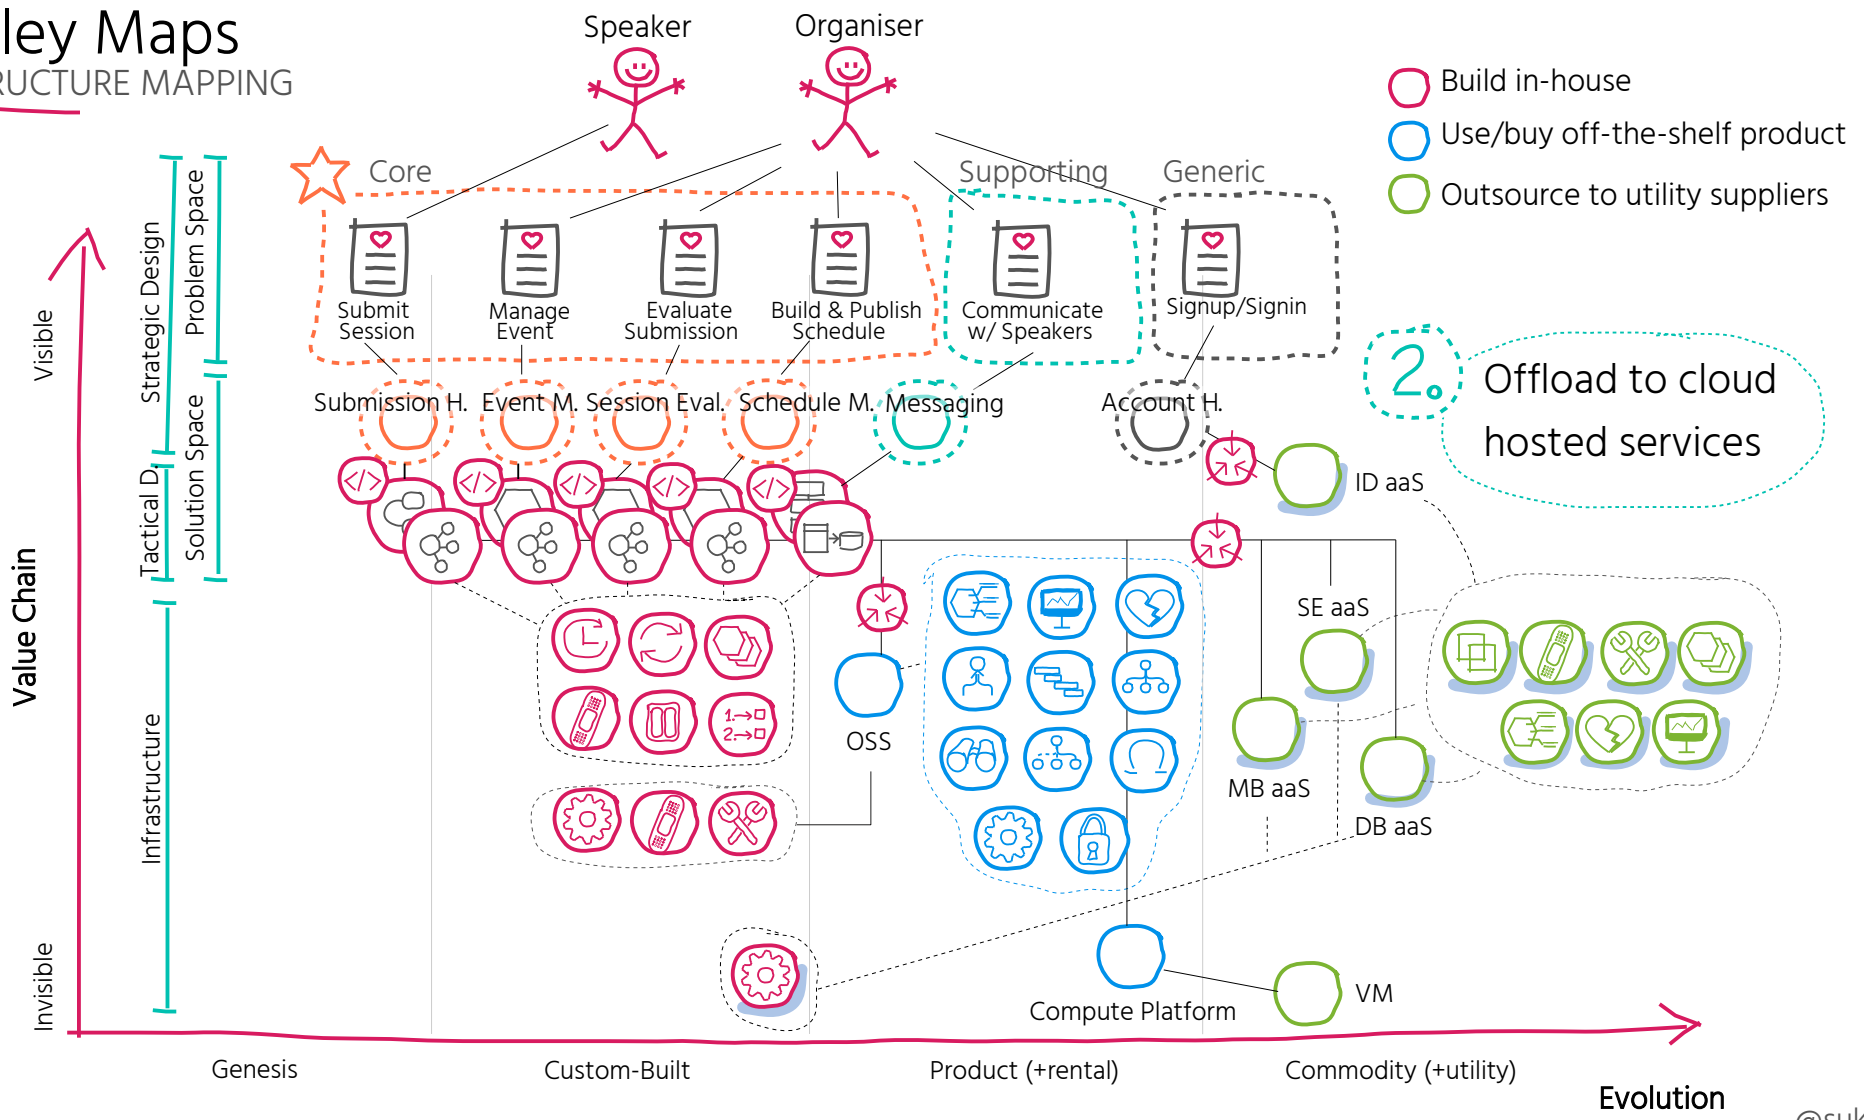 ley Maps
RUCTURE MAPPING
Speaker
Organiser
Build in-house
Use/buy off-the-shelf product
Outsource to utility suppliers
Core
Supporting
Generic
Submit
Session
Manage
Event
Evaluate
Submission
Build & Publish
Schedule
Communicate
w/ Speakers
Signup/Signin
Submission H.
Event M.
Session Eval.
Schedule M.
Messaging
Account H.
2.
Offload to cloud
hosted services
Visible
Value Chain
Invisible
Strategic Design
Problem Space
Tactical D.
Solution Space
Infrastructure
</>
</>
</>
</>
</>
ID aaS
SE aaS
MB aaS
DB aaS
OSS
1.
2.
Compute Platform
VM
Genesis
Custom-Built
Product (+rental)
Commodity (+utility)
Evolution